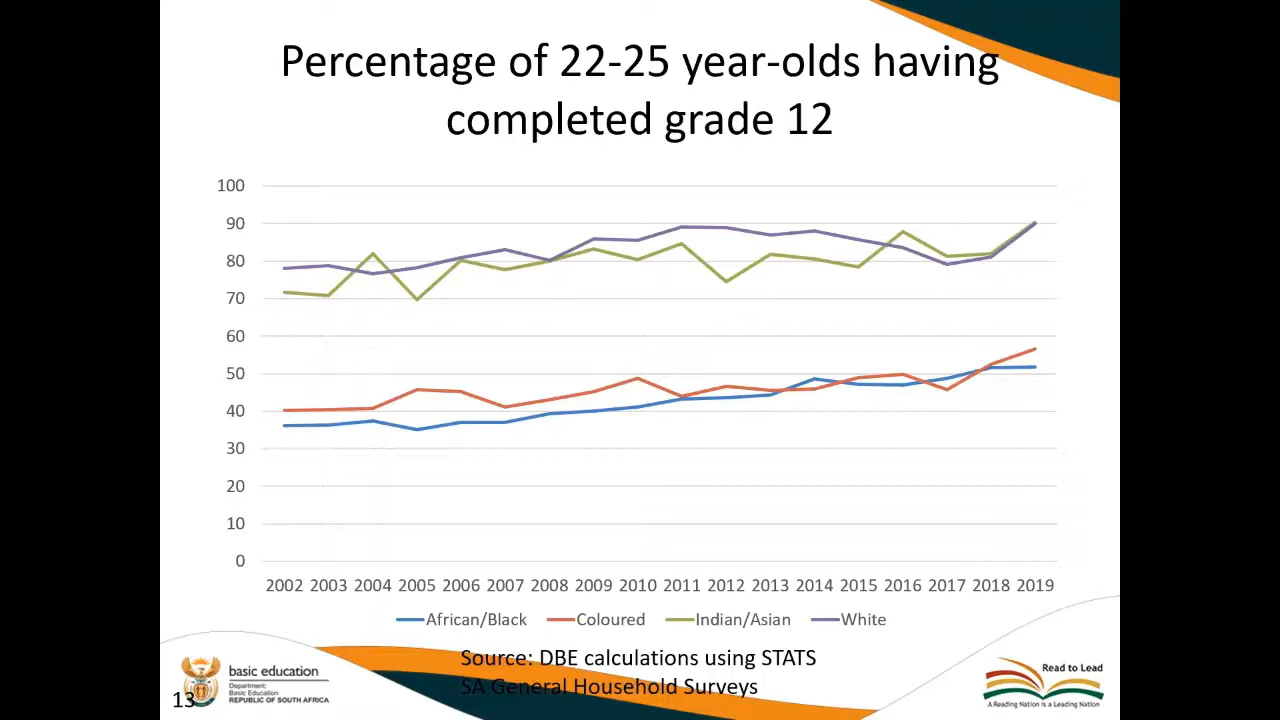 Percentage of 22-25 year-olds having
completed grade 12
100
90
80
70
60
50
40
30
20
10
0
2002 2003 2004 2005 2006 2007 2008 2009 2010 2011 2012 2013 2014 2015 2016 2017 2018 2019
African/Black Coloured Indian/Asian White
Source: DBE calculations using STATS
SA General Household Surveys
13
basic education
Department:
Basic Education
REPUBLIC OF SOUTH AFRICA
Read to Lead
A Reading Nation is a Leading Nation